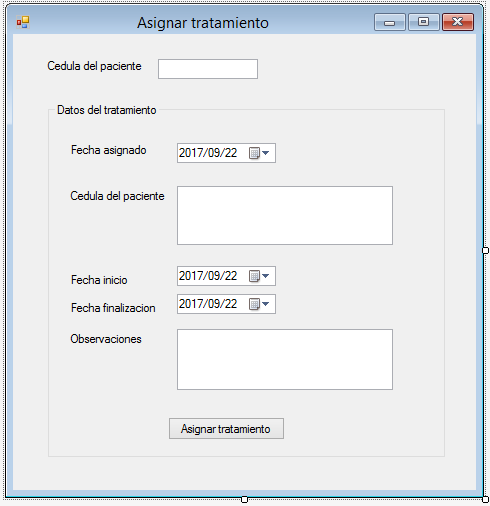 Asignar tratamiento
Cedula del paciente
Datos del tratamiento
Fecha asignado 2017/09/22
Cedula del paciente
Fecha inicio 2017/09/22
Fecha finalizacion 2017/09/22
Observaciones
Asignar tratamiento